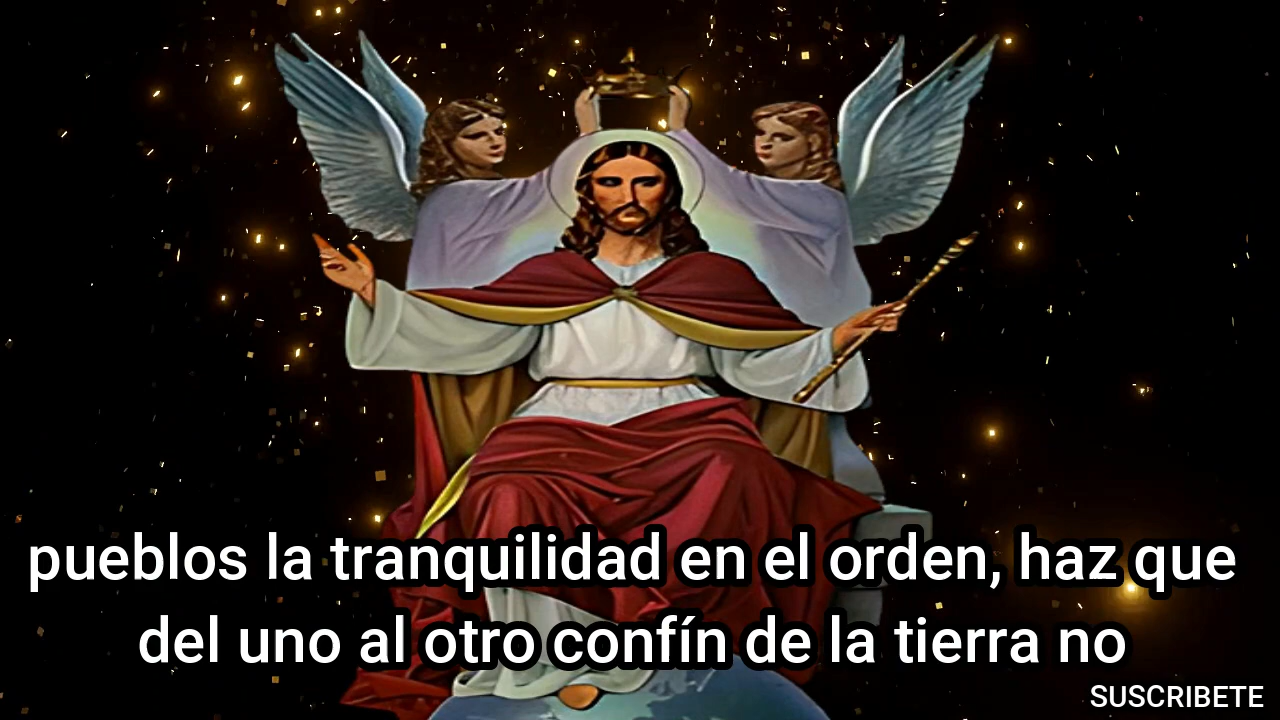 pueblos la tranquilidad en el orden, haz que
del uno al otro confín de la tierra no
SUSCRIBETE